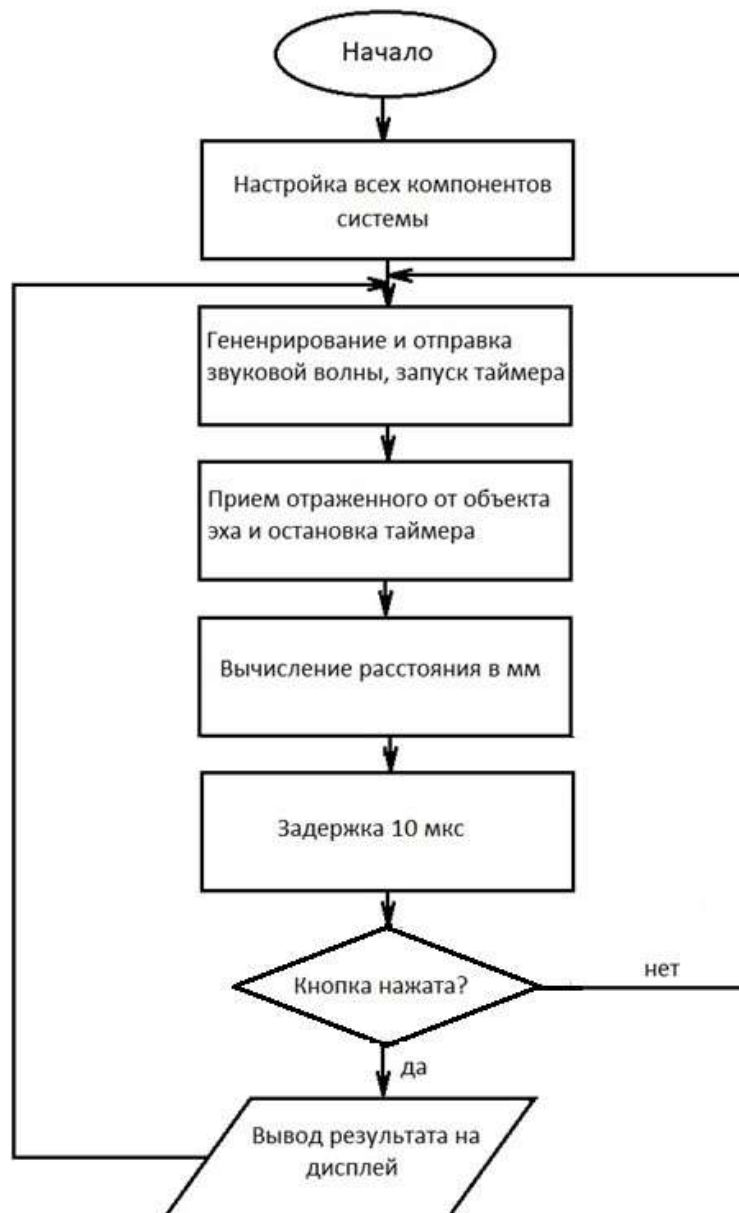 Начало
Настройка всех компонентов
системы
Гененрирование и отправка
звуковой волны, запуск таймера
Прием отраженного от объекта
эха и остановка таймера
Вычисление расстояния в мм
Задержка 10 мкс
Кнопка нажата?
нет
да
Вывод результата на
дисплей